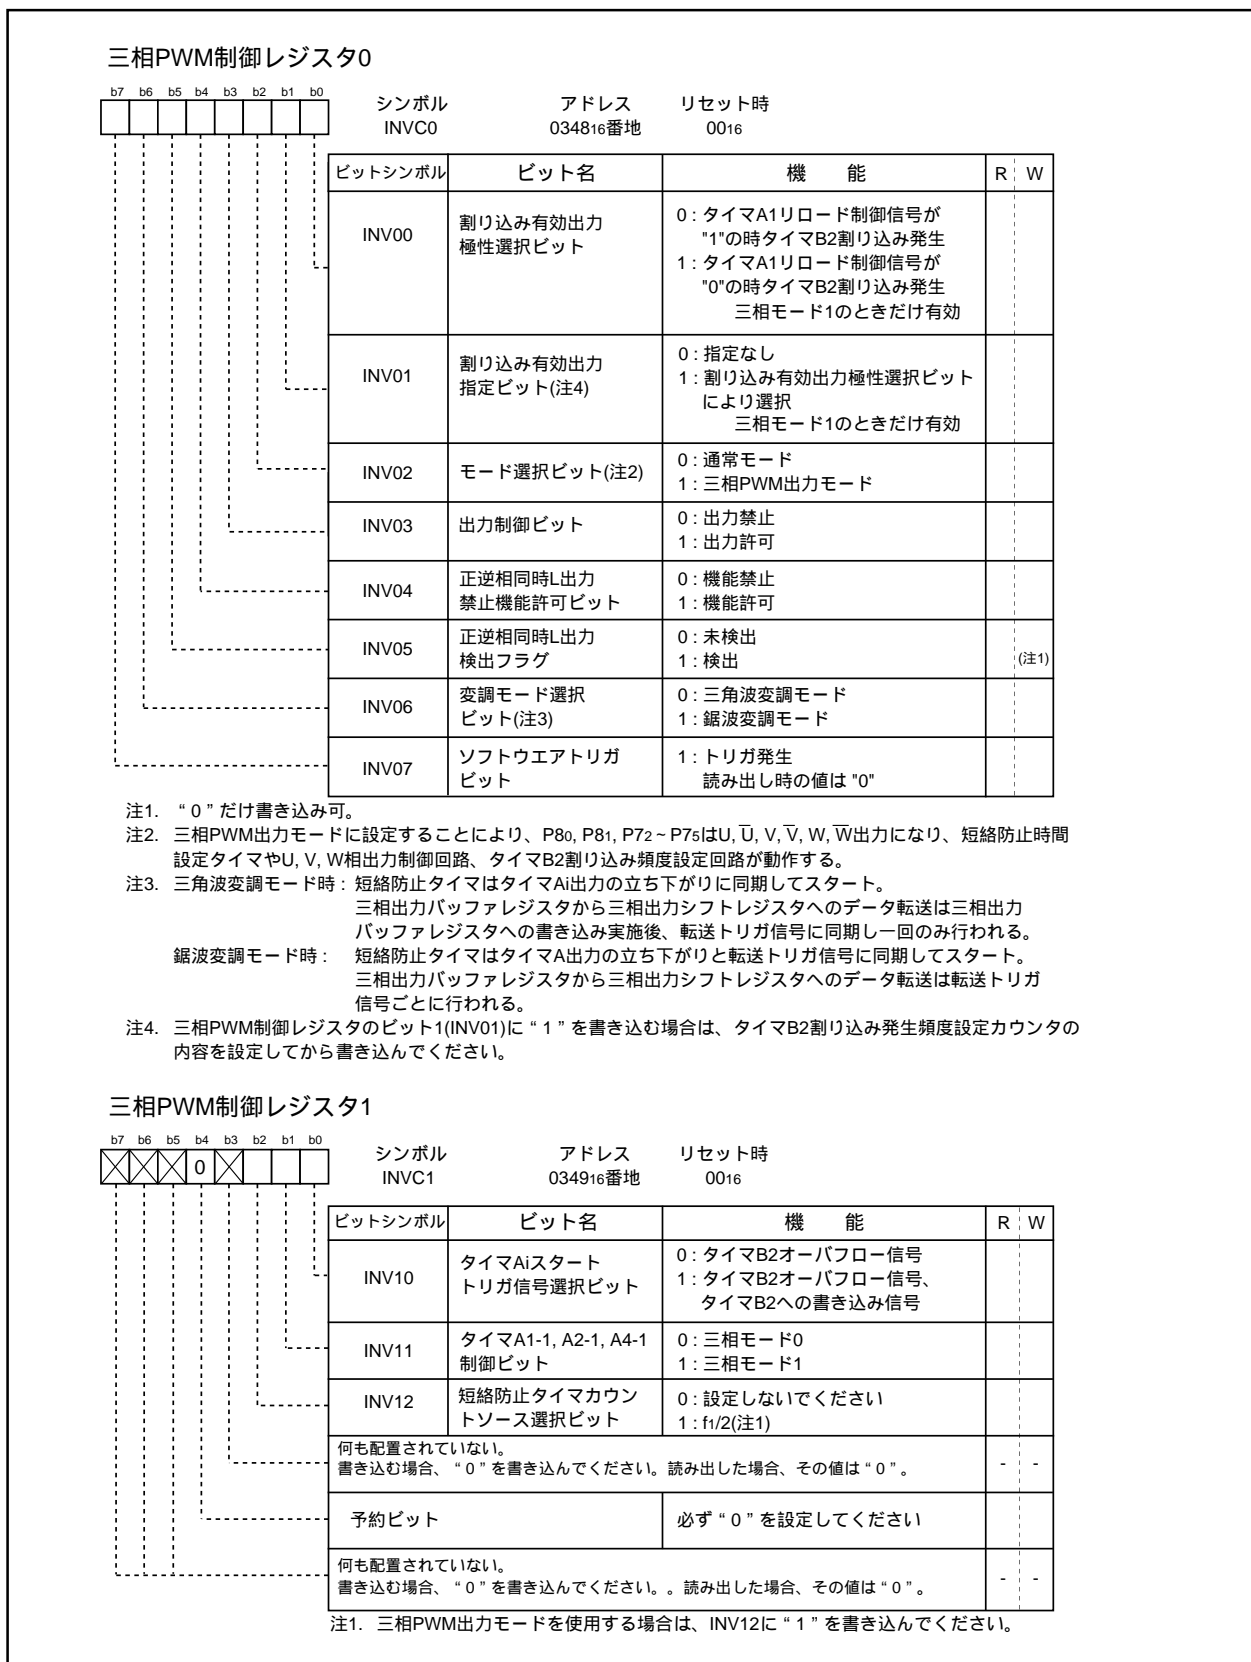 三相PWM制御レジスタ0
b7 b6 b5 b4 b3 b2 b1 b0
シンボル アドレス リセット時
INVC0 034816番地 0016
ビットシンボル ビット名 機 能 R W
INV00 割り込み有効出力 極性選択ビット
0 : タイマA1リロード制御信号が
"1"の時タイマB2割り込み発生
1 : タイマA1リロード制御信号が
"0"の時タイマB2割り込み発生
三相モード1のときだけ有効
INV01 割り込み有効出力 指定ビット(注4)
0 : 指定なし
1 : 割り込み有効出力極性選択ビット
により選択
三相モード1のときだけ有効
INV02 モード選択ビット(注2)
0 : 通常モード
1 : 三相PWM出力モード
INV03 出力制御ビット
0 : 出力禁止
1 : 出力許可
INV04 正逆相同時L出力 禁止機能許可ビット
0 : 機能禁止
1 : 機能許可
INV05 正逆相同時L出力 検出フラグ
0 : 未検出
1 : 検出 (注1)
INV06 変調モード選択 ビット(注3)
0 : 三角波変調モード
1 : 鋸波変調モード
INV07 ソフトウエアトリガ ビット
1 : トリガ発生
読み出し時の値は "0"
注1. “ 0 ” だけ書き込み可。
注2. 三相PWM出力モードに設定することにより、P80, P81, P72 ~ P75はU, U̅, V, V̅, W, W̅出力になり、短絡防止時間
設定タイマやU, V, W相出力制御回路、タイマB2割り込み頻度設定回路が動作する。
注3. 三角波変調モード時 : 短絡防止タイマはタイマAi出力の立ち下がりに同期してスタート。
三相出力バッファレジスタから三相出力シフトレジスタへのデータ転送は三相出力
バッファレジスタへの書き込み実施後、転送トリガ信号に同期し一回のみ行われる。
鋸波変調モード時 : 短絡防止タイマはタイマA出力の立ち下がりと転送トリガ信号に同期してスタート。
三相出力バッファレジスタから三相出力シフトレジスタへのデータ転送は転送トリガ
信号ごとに行われる。
注4. 三相PWM制御レジスタのビット1(INV01)に “ 1 ” を書き込む場合は、タイマB2割り込み発生頻度設定カウンタの
内容を設定してから書き込んでください。
三相PWM制御レジスタ1
b7 b6 b5 b4 b3 b2 b1 b0
0
シンボル アドレス リセット時
INVC1 034916番地 0016
ビットシンボル ビット名 機 能 R W
INV10 タイマAiスタート トリガ信号選択ビット
0 : タイマB2オーバフロー信号
1 : タイマB2オーバフロー信号、
タイマB2への書き込み信号
INV11 タイマA1-1, A2-1, A4-1 制御ビット
0 : 三相モード0
1 : 三相モード1
INV12 短絡防止タイマカウン トソース選択ビット
0 : 設定しないでください
1 : f1/2(注1)
何も配置されていない。
書き込む場合、 “ 0 ” を書き込んでください。読み出した場合、その値は “ 0 ” 。 - -
予約ビット 必ず “ 0 ” を設定してください
何も配置されていない。
書き込む場合、 “ 0 ” を書き込んでください。。読み出した場合、その値は “ 0 ” 。 - -
注1. 三相PWM出力モードを使用する場合は、INV12に “ 1 ” を書き込んでください。